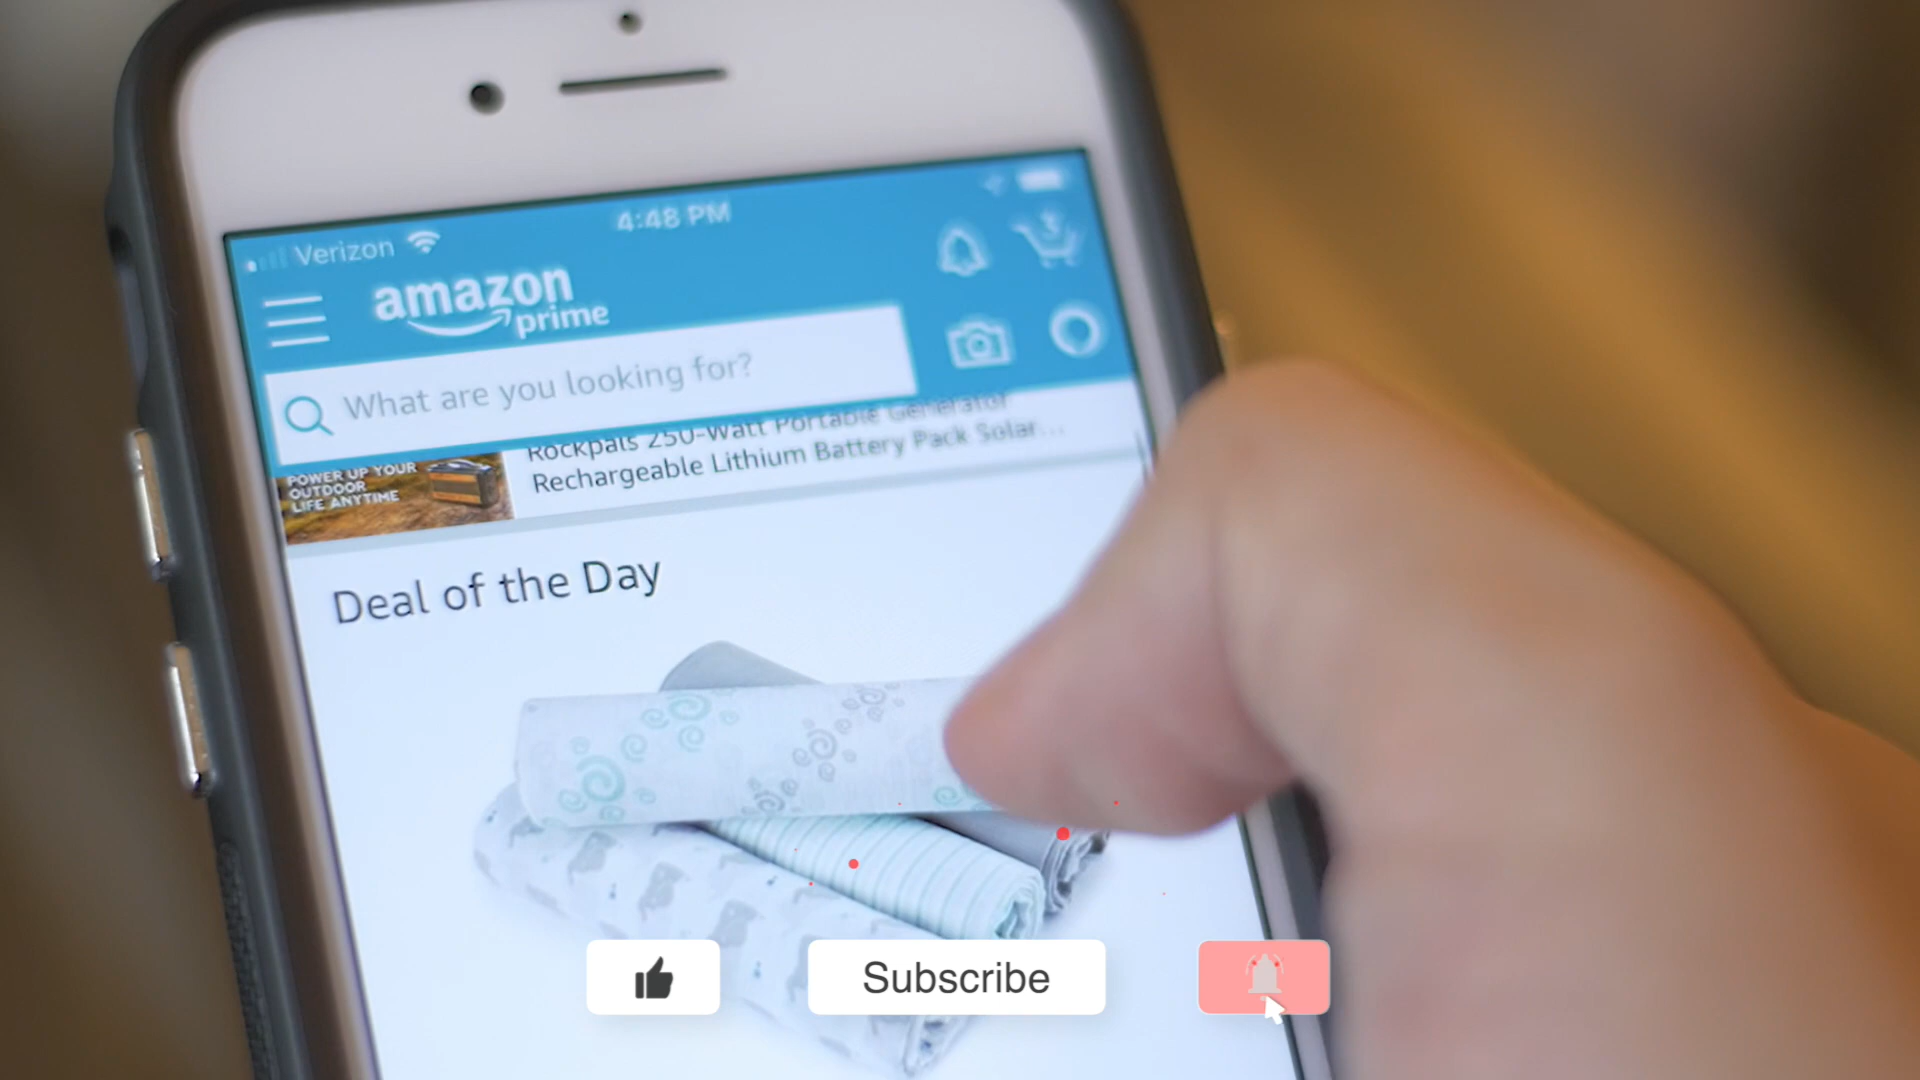 Verizon
4:48 PM
amazon
prime
What are you looking for?
Rockpals 250-Watt Portable Generator
Rechargeable Lithium Battery Pack Solar...
POWER UP YOUR
OUTDOOR
LIFE ANYTIME
Deal of the Day
Subscribe